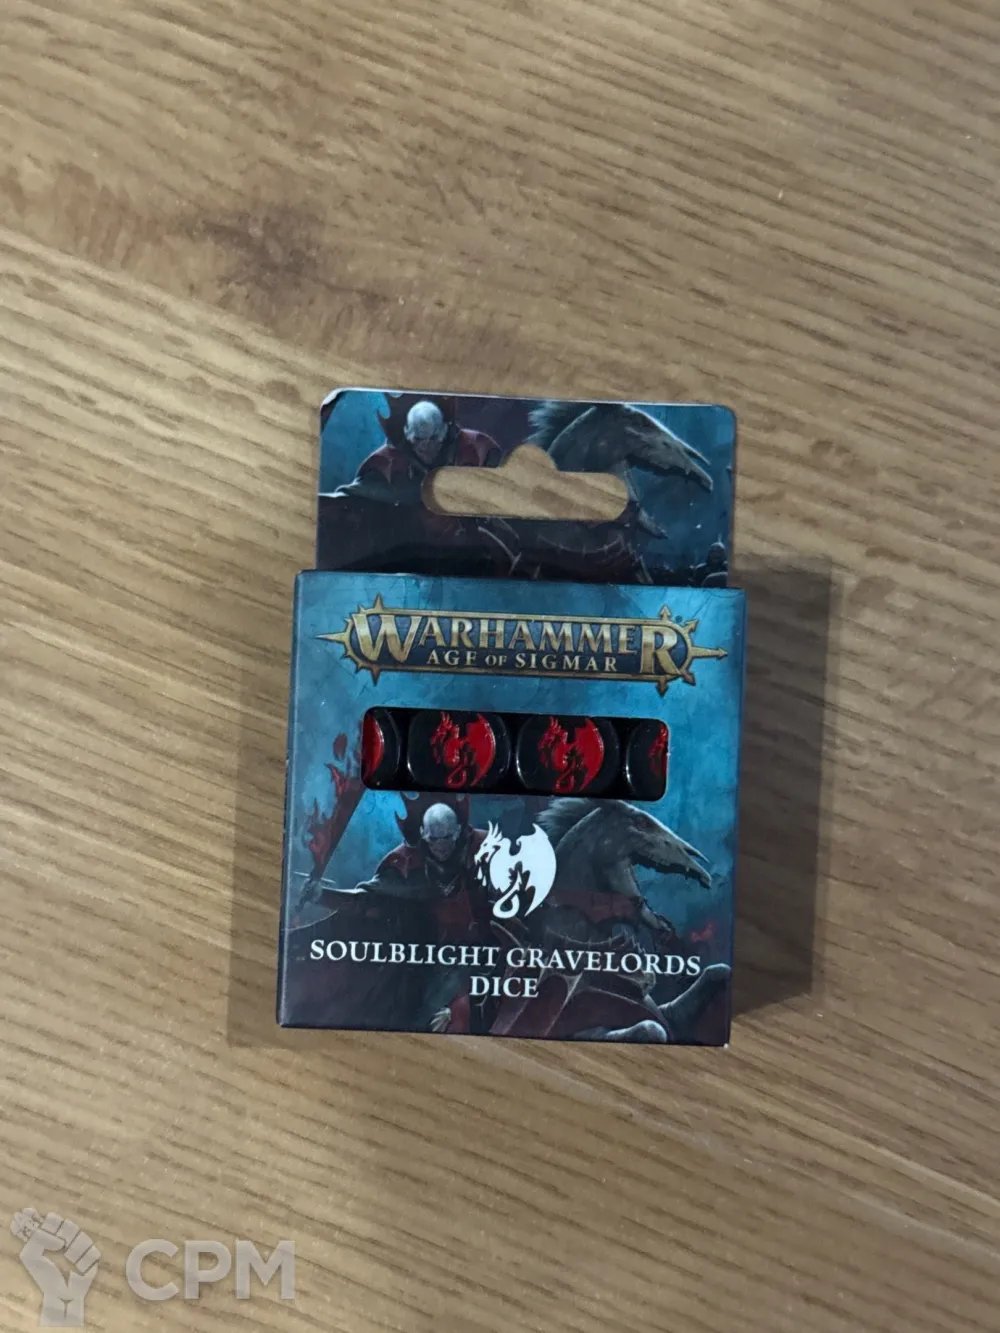 WARHAMMER
AGE OF SIGMAR
SOULBLIGHT GRAVELORDS
DICE
CPM